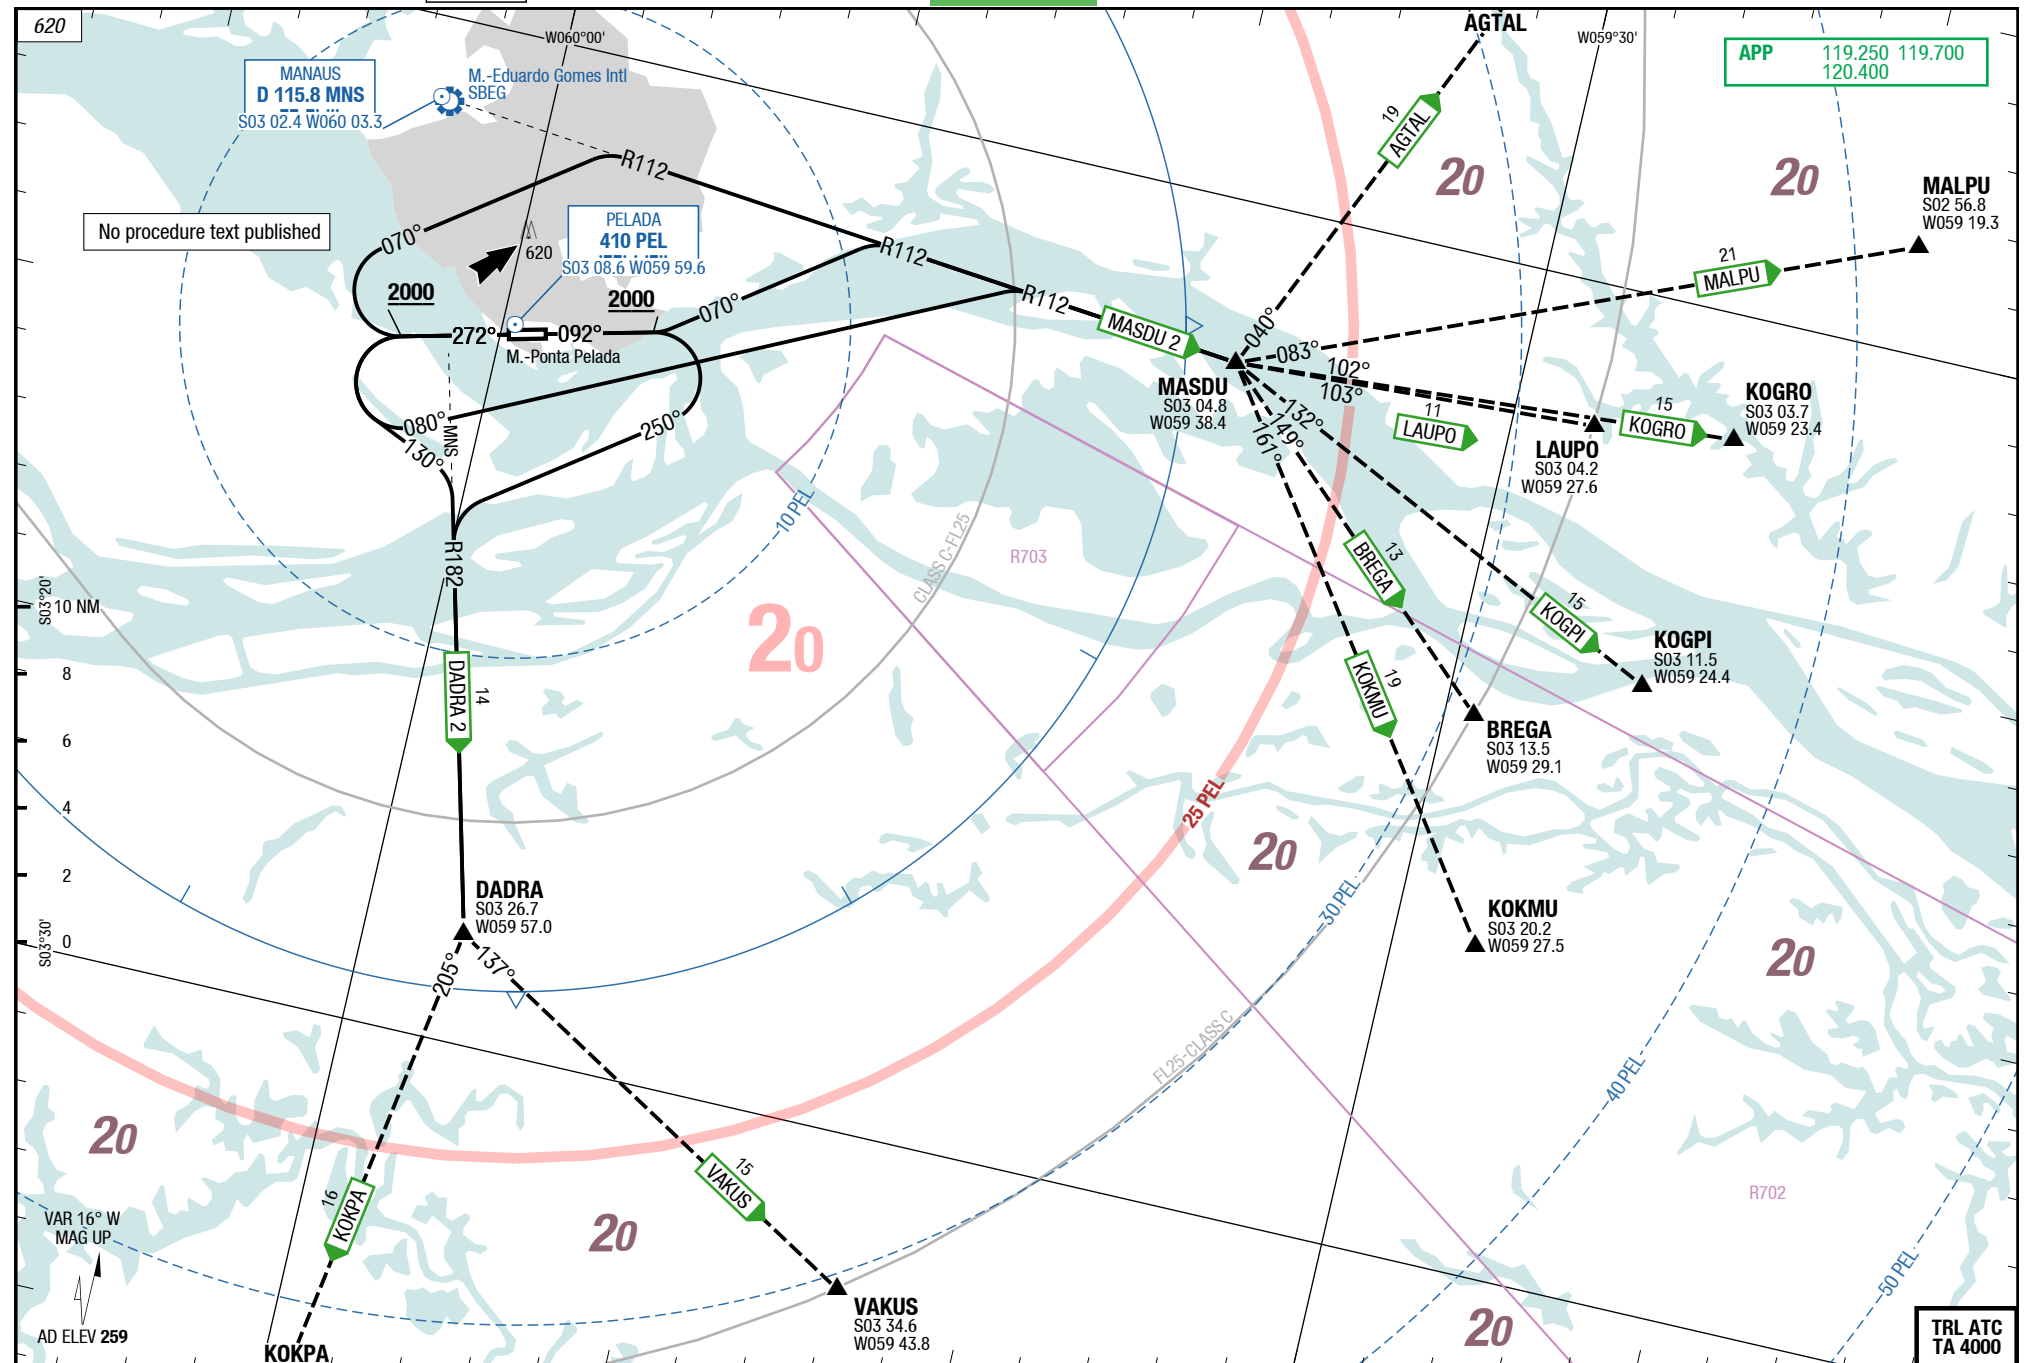 620
W060°00'
AGTAL
W059°30'
APP 119.250 119.700
120.400
MANAUS
D 115.8 MNS
S03 02.4 W060 03.3
M.-Eduardo Gomes Intl
SBEG
R112
19
AGTAL
20
20
MALPU
S02 56.8
W059 19.3
No procedure text published
070°
PELADA
410 PEL
S03 08.6 W059 59.6
620
R112
21
MALPU
2000
2000
070°
R112
MASDU 2
040°
272°
092°
M.-Ponta Pelada
083°
102°
103°
MASDU
S03 04.8
W059 38.4
132°
149°
161°
11
LAUPO
15
KOGRO
KOGRO
S03 03.7
W059 23.4
LAUPO
S03 04.2
W059 27.6
080°
130°
MNS
250°
10 PEL
CLASS C-FL25
R703
R182
13
BREGA
15
KOGPI
S03°20'
10 NM
8
6
4
2
0
S03°30'
20
KOGPI
S03 11.5
W059 24.4
DADRA 2
14
19
KOKMU
BREGA
S03 13.5
W059 29.1
25 PEL
20
30 PEL
DADRA
S03 26.7
W059 57.0
KOKMU
S03 20.2
W059 27.5
205°
137°
20
FL25-CLASS C
40 PEL
20
15
VAKUS
16
KOKPA
R702
VAR 16° W
MAG UP
20
50 PEL
VAKUS
S03 34.6
W059 43.8
20
AD ELEV 259
KOKPA
TRL ATC
TA 4000